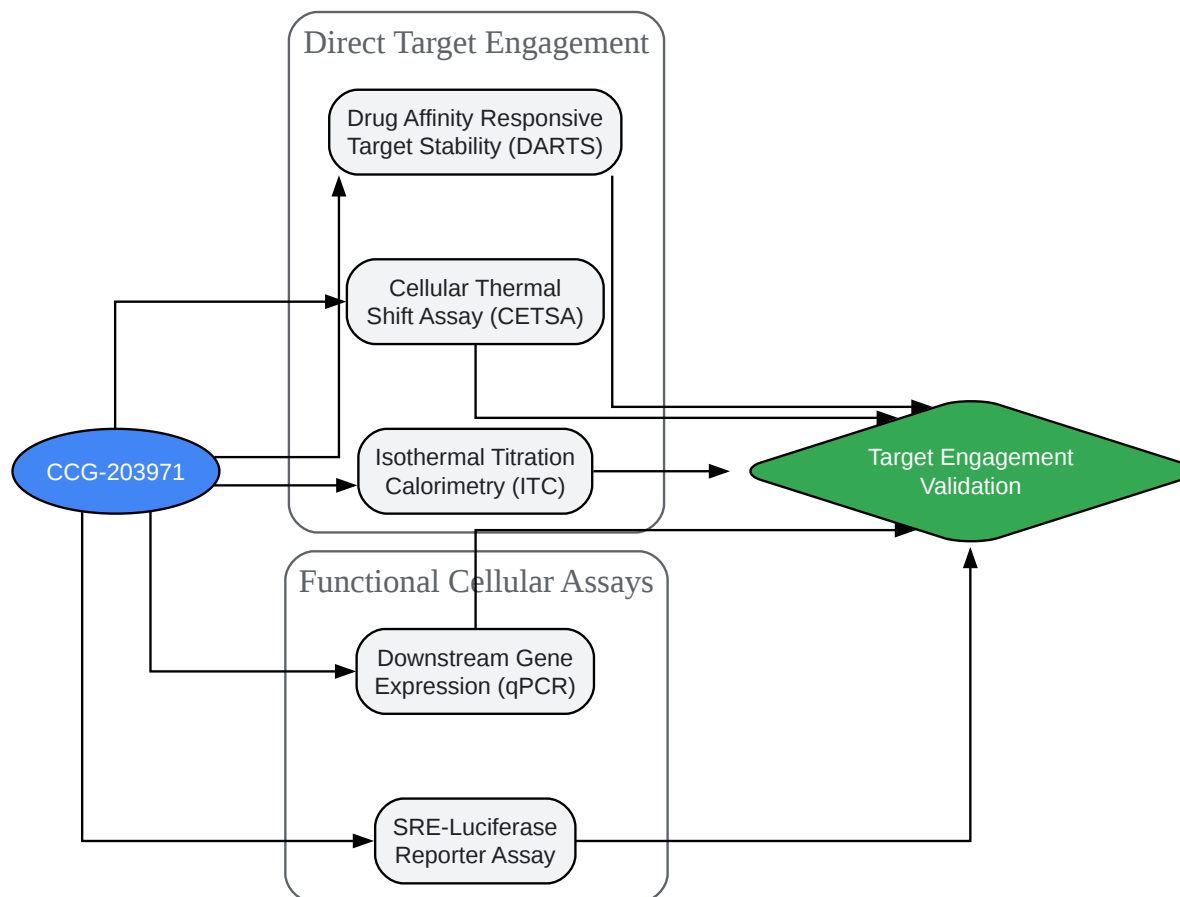 Direct Target Engagement
Drug Affinity Responsive
Target Stability (DARTS)
Cellular Thermal
Shift Assay (CETSA)
Isothermal Titration
Calorimetry (ITC)
CCG-203971
Target Engagement
Validation
Functional Cellular Assays
Downstream Gene
Expression (qPCR)
SRE-Luciferase
Reporter Assay